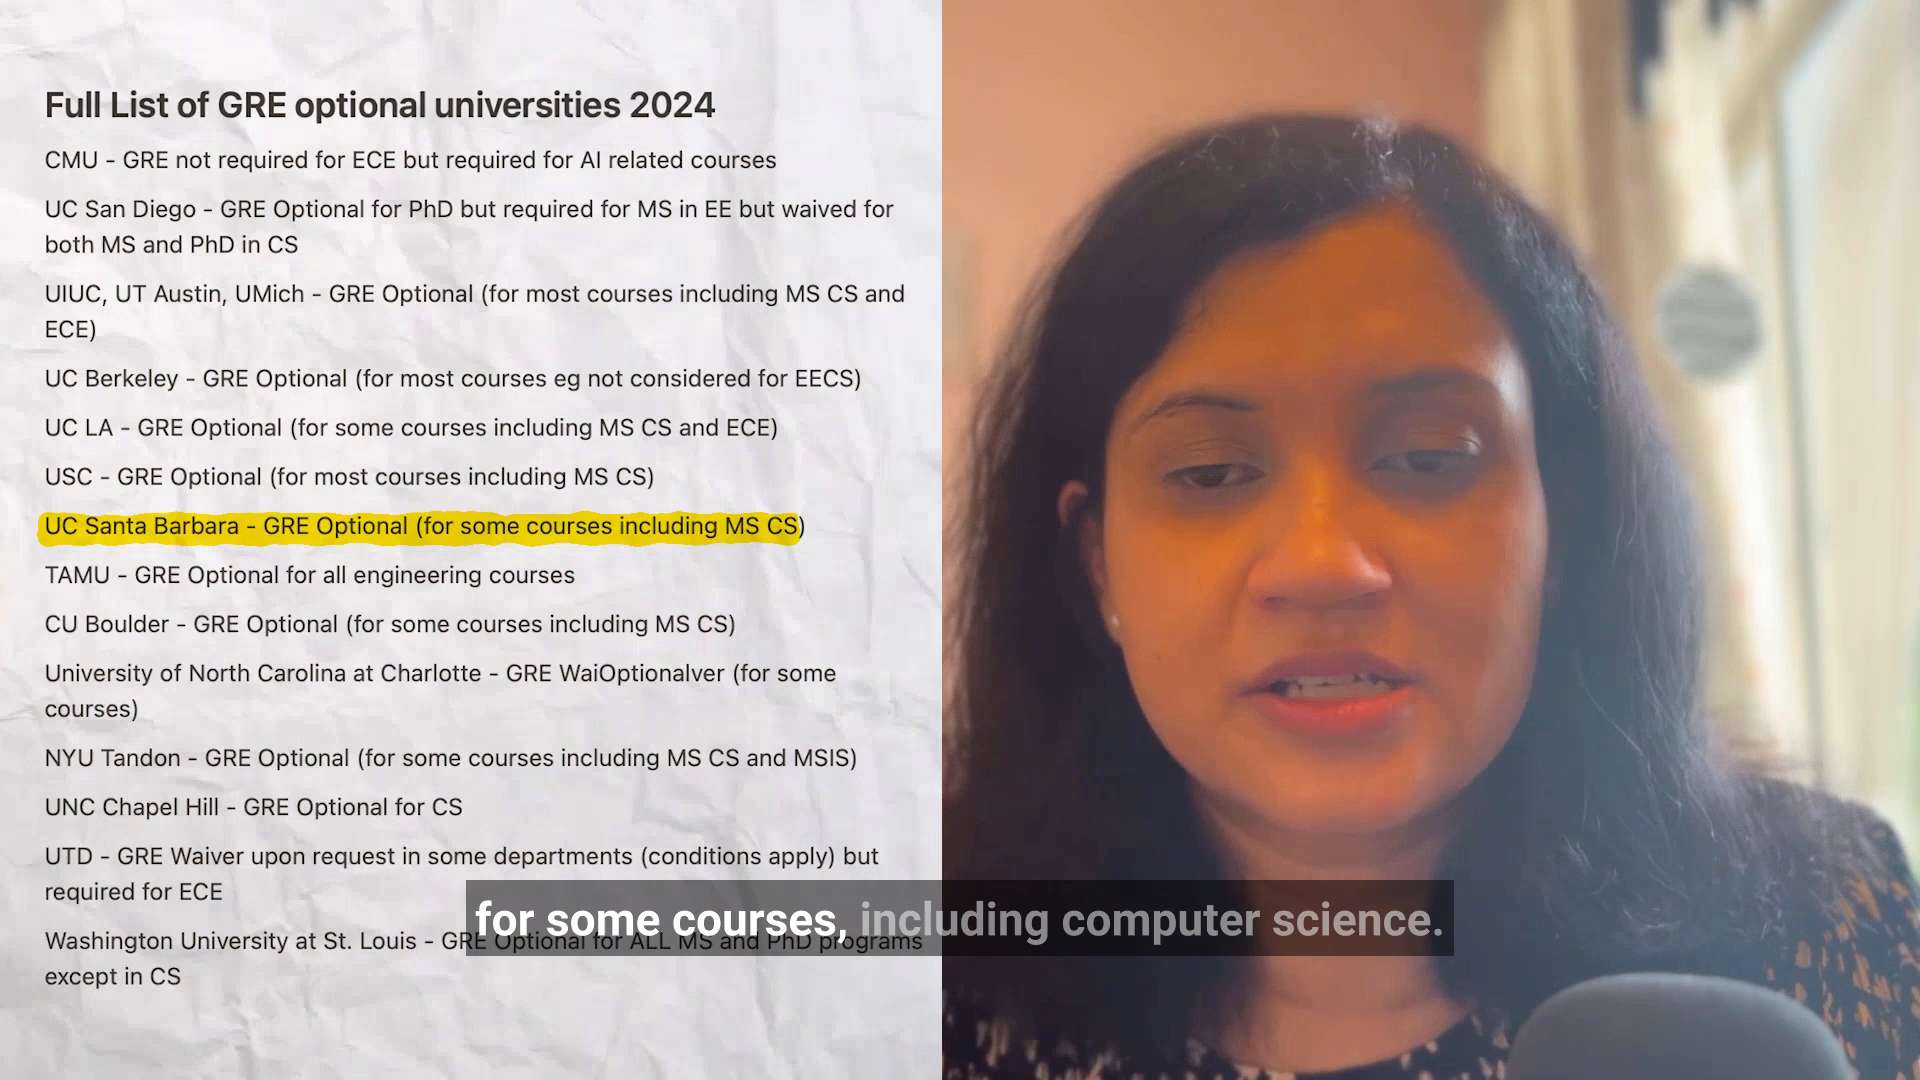 Full List of GRE optional universities 2024
CMU - GRE not required for ECE but required for AI related courses
UC San Diego - GRE Optional for PhD but required for MS in EE but waived for
both MS and PhD in CS
UIUC, UT Austin, UMich - GRE Optional (for most courses including MS CS and
ECE)
UC Berkeley - GRE Optional (for most courses eg not considered for EECS)
UC LA - GRE Optional (for some courses including MS CS and ECE)
USC - GRE Optional (for most courses including MS CS)
UC Santa Barbara - GRE Optional (for some courses including MS CS)
TAMU - GRE Optional for all engineering courses
CU Boulder - GRE Optional (for some courses including MS CS)
University of North Carolina at Charlotte - GRE WaiOptionalver (for some
courses)
NYU Tandon - GRE Optional (for some courses including MS CS and MSIS)
UNC Chapel Hill - GRE Optional for CS
UTD - GRE Waiver upon request in some departments (conditions apply) but
required for ECE
Washington University at St. Louis - GRE Optional for ALL MS and PhD programs
except in CS
for some courses, including computer science.